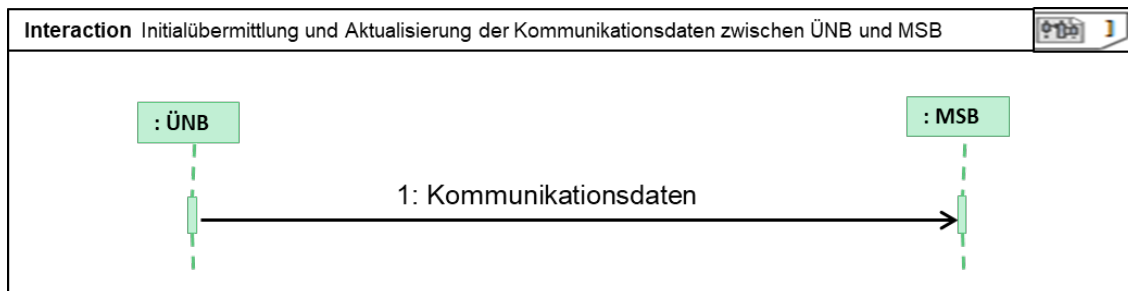 Interaction Initialübermittlung und Aktualisierung der Kommunikationsdaten zwischen ÜNB und MSB
: ÜNB
: MSB
1: Kommunikationsdaten